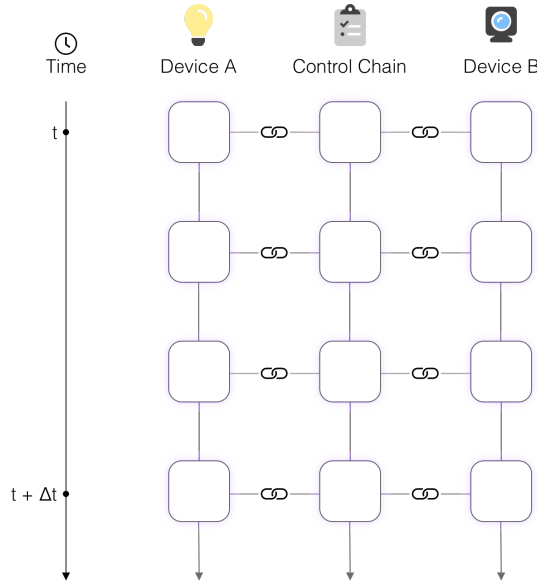 Time
Device A
Control Chain
Device B
t
t + Δt